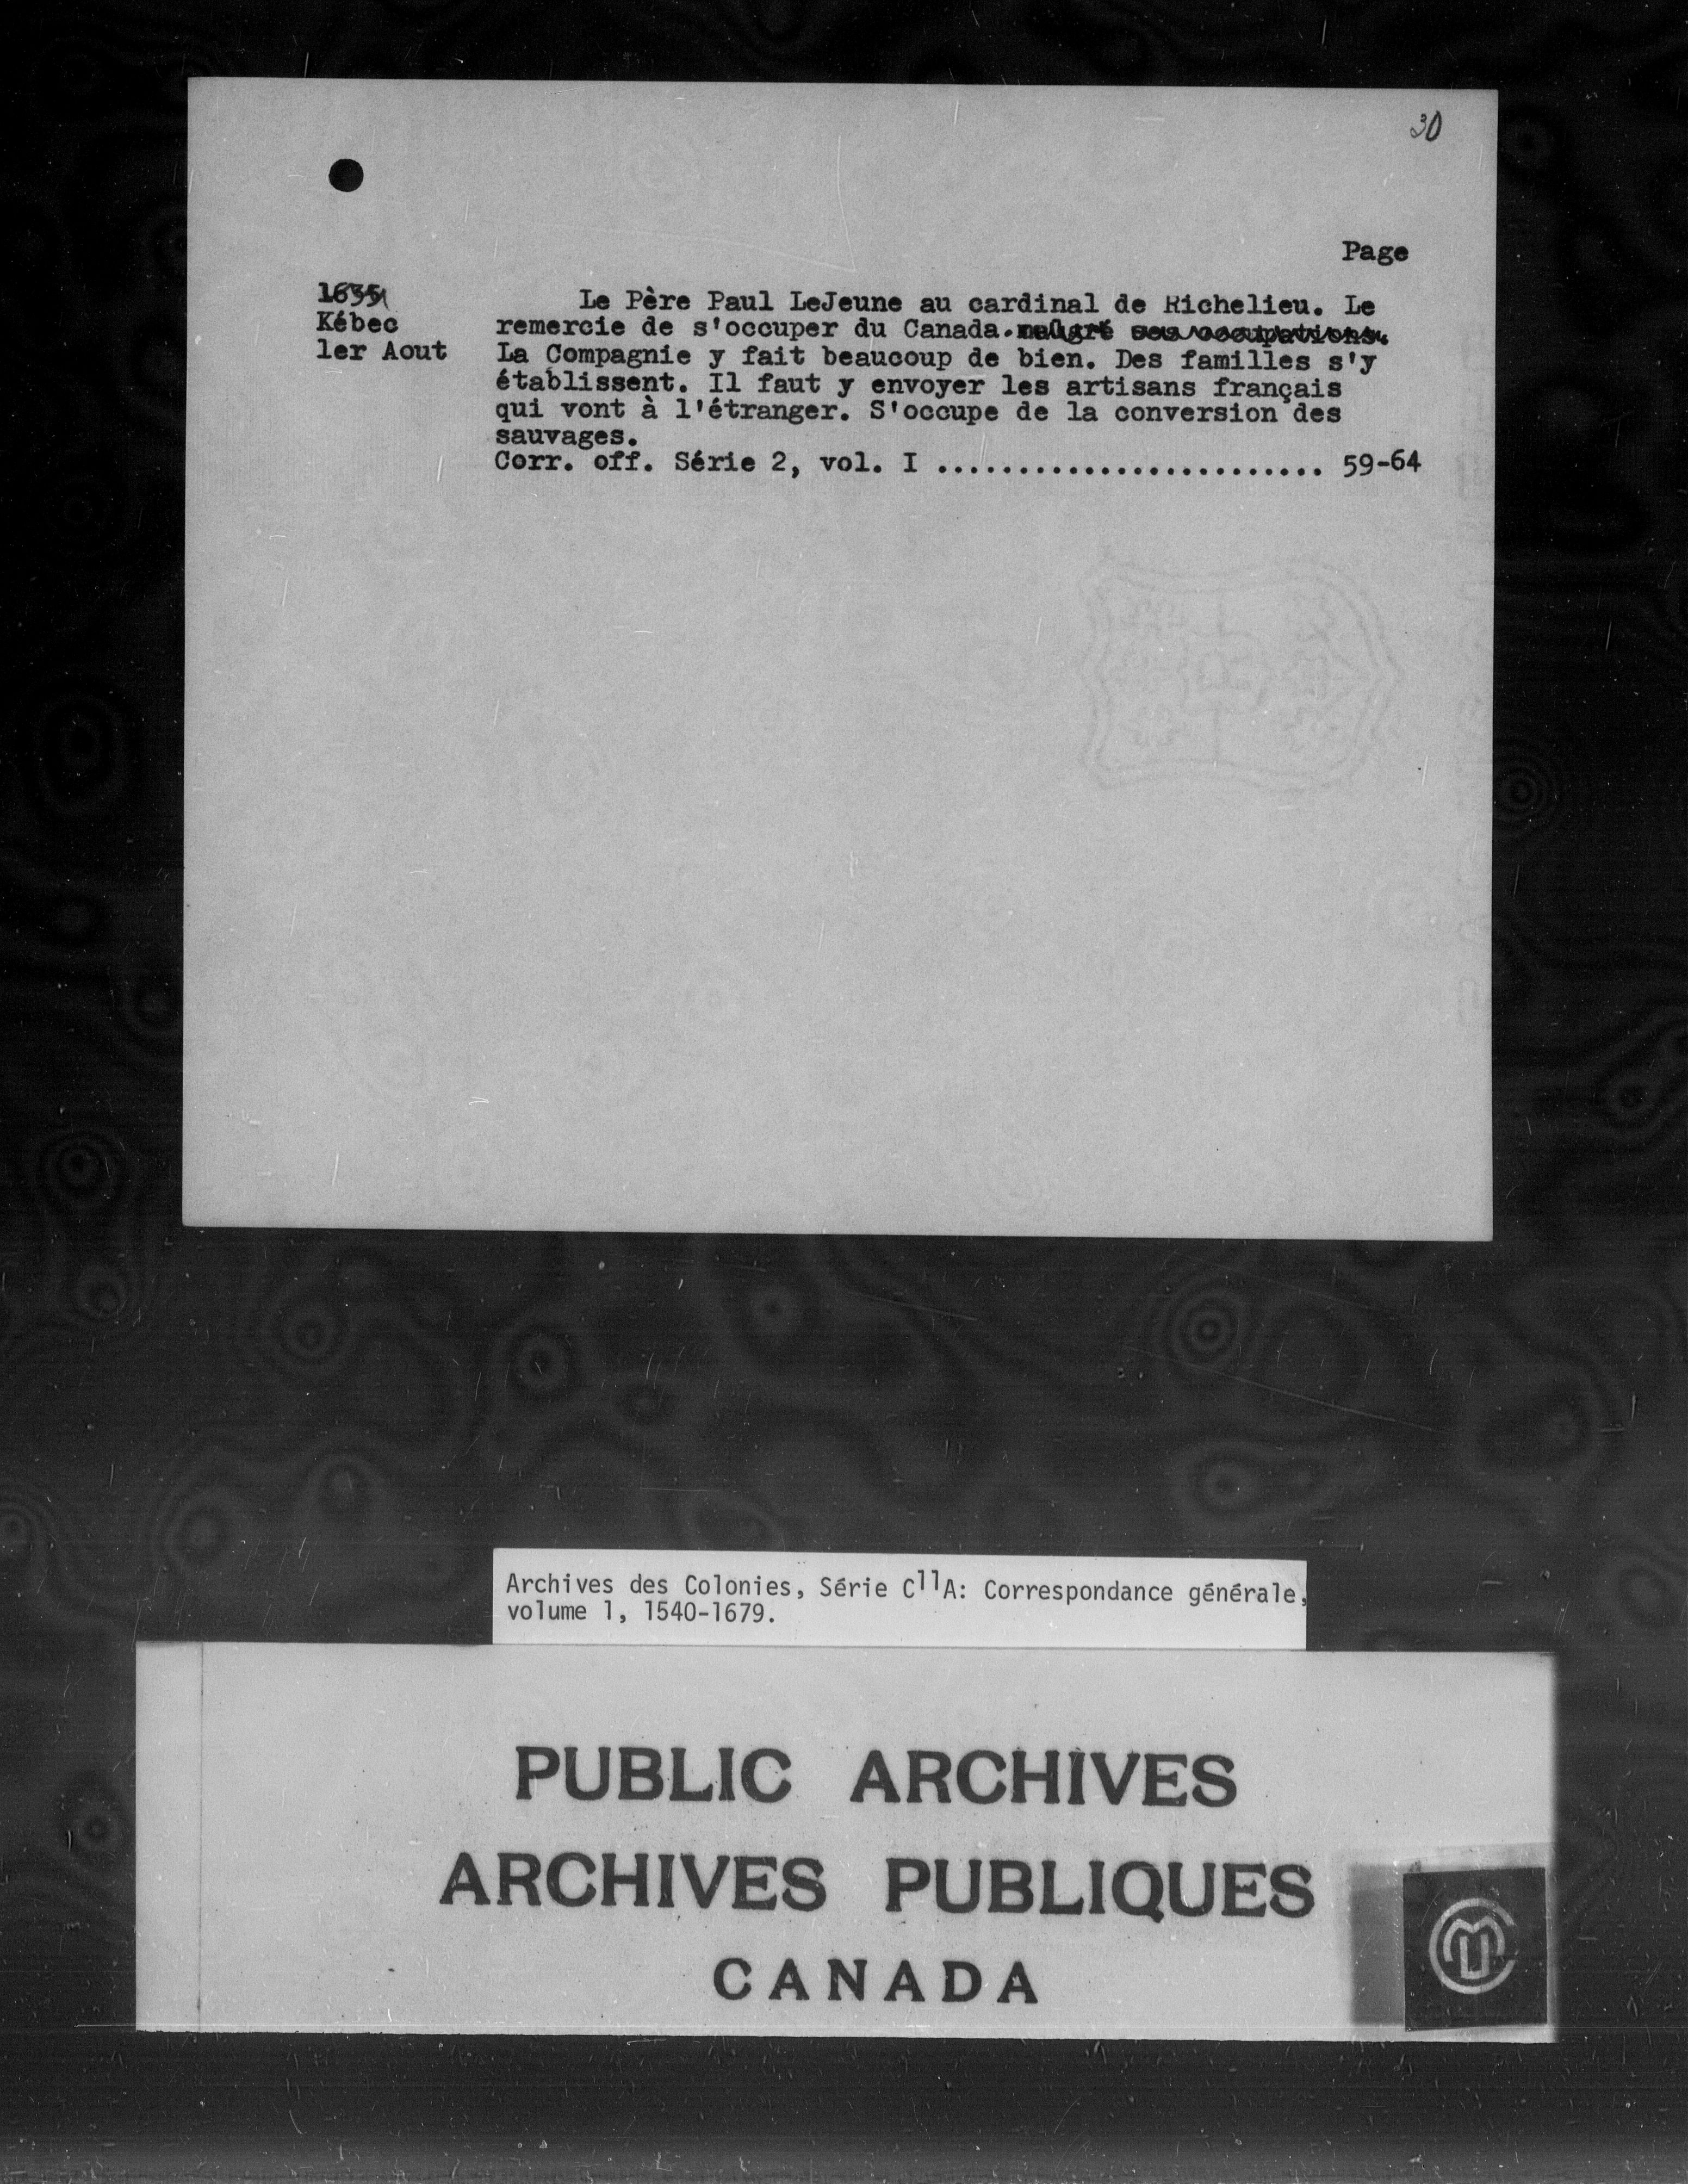 30
Page
1635
Kébec
1er Aout
Le Père Paul LeJeune au cardinal de Richelieu. Le
remercie de s'occuper du Canada. malgré ses occupations.
La Compagnie y fait beaucoup de bien. Des familles s'y
établissent. Il faut y envoyer les artisans français
qui vont à l'étranger. S'occupe de la conversion des
sauvages.
Corr. off. Série 2, vol. I ........................ 59-64
Archives des Colonies, Série C11A: Correspondance générale,
volume 1, 1540-1679.
PUBLIC ARCHIVES
ARCHIVES PUBLIQUES
CANADA